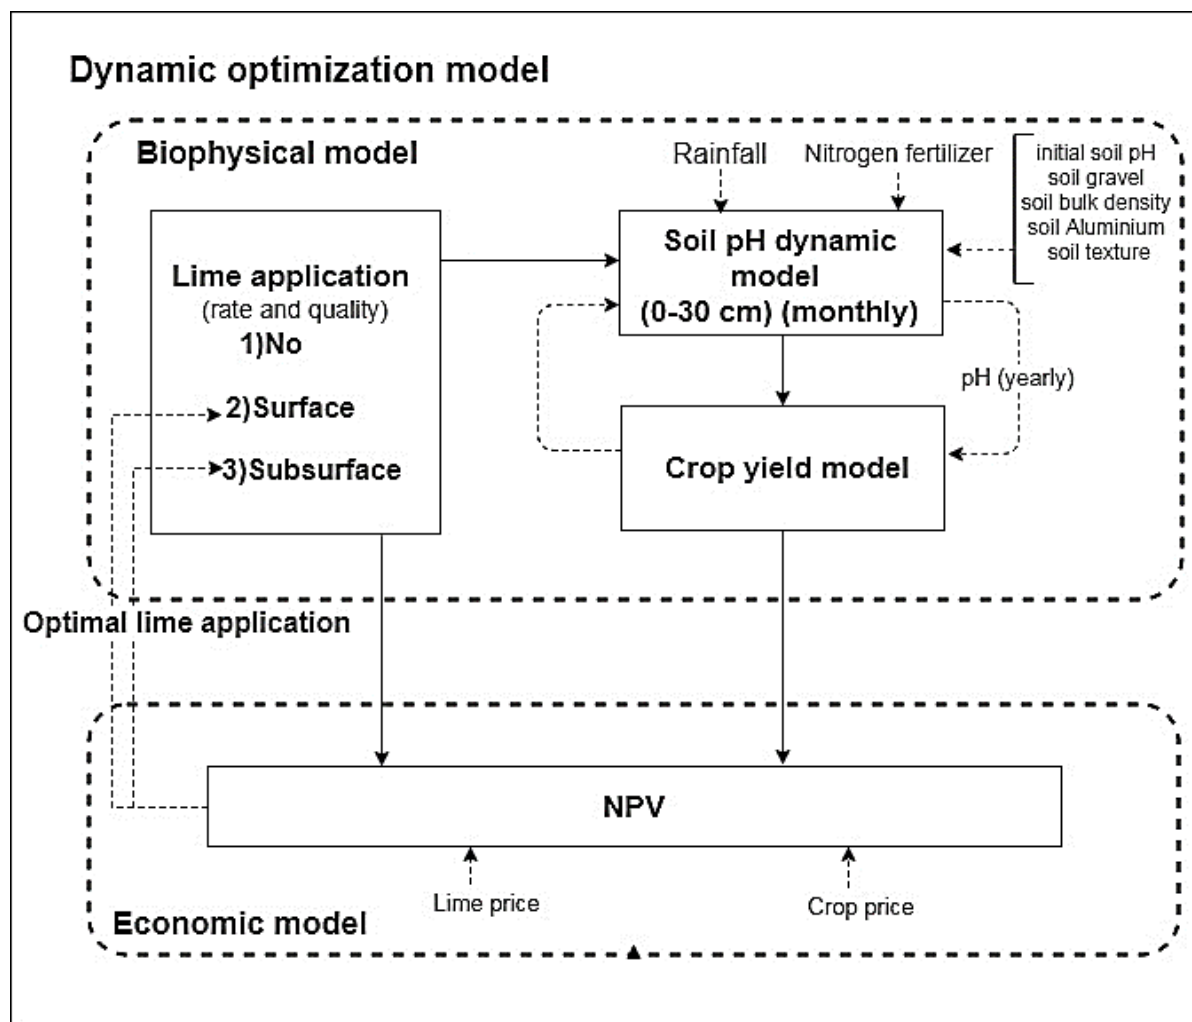 Dynamic optimization model
Biophysical model
Rainfall
Nitrogen fertilizer
initial soil pH
soil gravel
soil bulk density
soil Aluminium
soil texture
Lime application
(rate and quality)
1)No
2)Surface
3)Subsurface
Soil pH dynamic
model
(0-30 cm) (monthly)
pH (yearly)
Crop yield model
Optimal lime application
NPV
Lime price
Crop price
Economic model